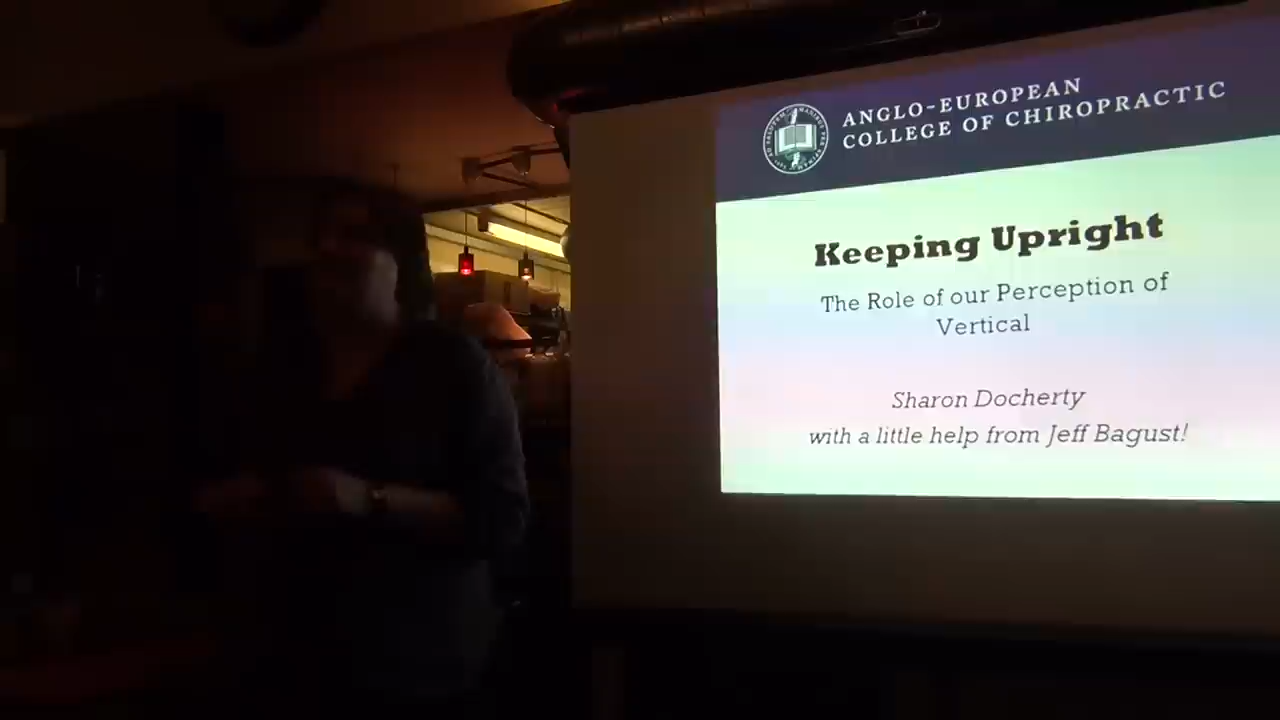 ANGLO-EUROPEAN
COLLEGE OF CHIROPRACTIC
Keeping Upright
The Role of our Perception of
Vertical
Sharon Docherty
with a little help from Jeff Bagust!